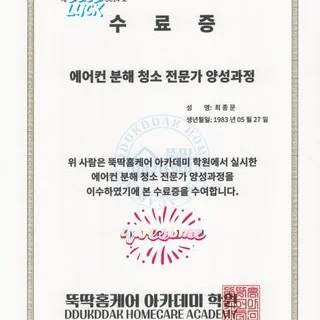 LUCK
수 료 증
에어컨 분해 청소 전문가 양성과정
성 명: 최종문
생년월일: 1983 년 05 월 27 일
위 사람은 뚝딱홈케어 아카데미 학원에서 실시한
에어컨 분해 청소 전문가 양성과정을
이수하였기에 본 수료증을 수여합니다.
awesome
뚝딱홈케어 아카데미 학원
DDUKDDAK HOMECARE ACADEMY